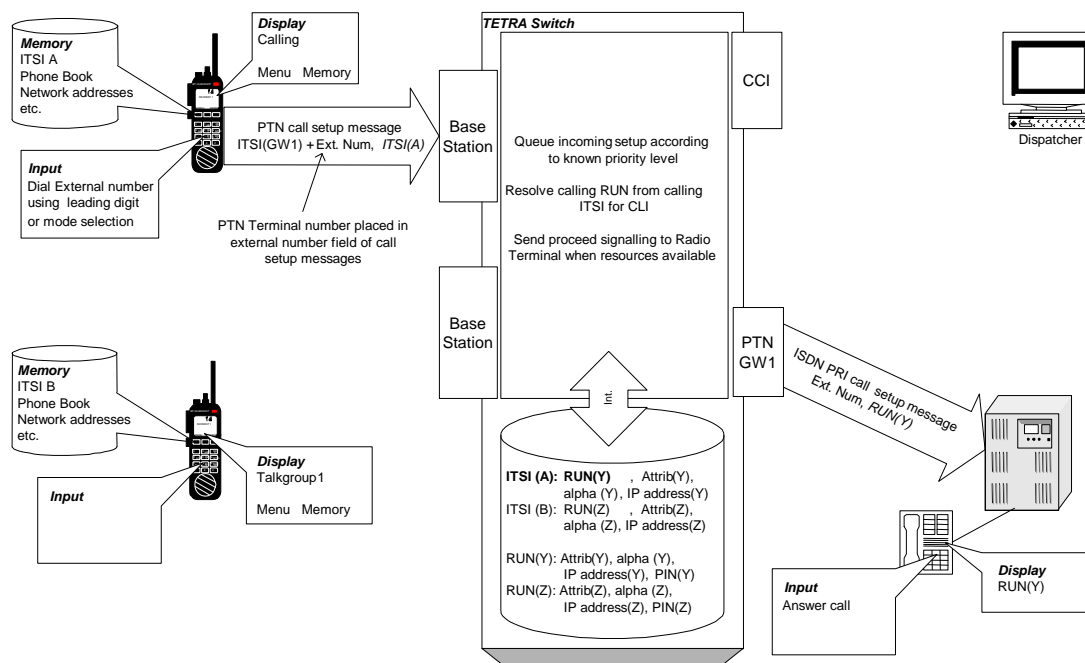 TETRA Switch
Memory
ITSI A
Phone Book
Network addresses
etc.
Display
Calling
Menu Memory
Input
Dial External number
using leading digit
or mode selection
PTN call setup message
ITSI(GW1) + Ext. Num, ITSI(A)
PTN Terminal number placed in
external number field of call
setup messages
Base
Station
Queue incoming setup according
to known priority level
Resolve calling RUN from calling
ITSI for CLI
Send proceed signalling to Radio
Terminal when resources available
CCI
Dispatcher
Base
Station
PTN
GW1
ISDN PRI call setup message
Ext. Num, RUN(Y)
Int.
Memory
ITSI B
Phone Book
Network addresses
etc.
Input
Display
Talkgroup1
Menu Memory
ITSI (A): RUN(Y) , Attrib(Y),
alpha (Y), IP address(Y)
ITSI (B): RUN(Z) , Attrib(Z),
alpha (Z), IP address(Z)
RUN(Y): Attrib(Y), alpha (Y),
IP address(Y), PIN(Y)
RUN(Z): Attrib(Z), alpha (Z),
IP address(Z), PIN(Z)
Input
Answer call
Display
RUN(Y)